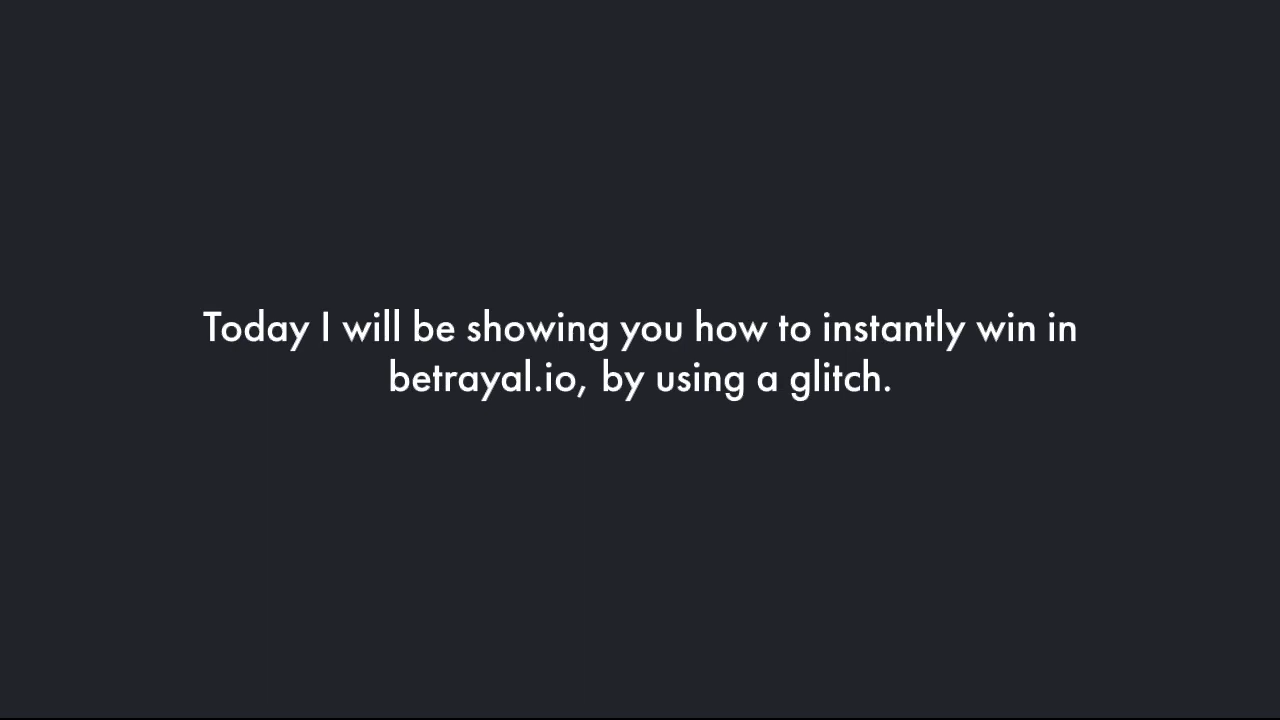 Today I will be showing you how to instantly win in
betrayal.io, by using a glitch.